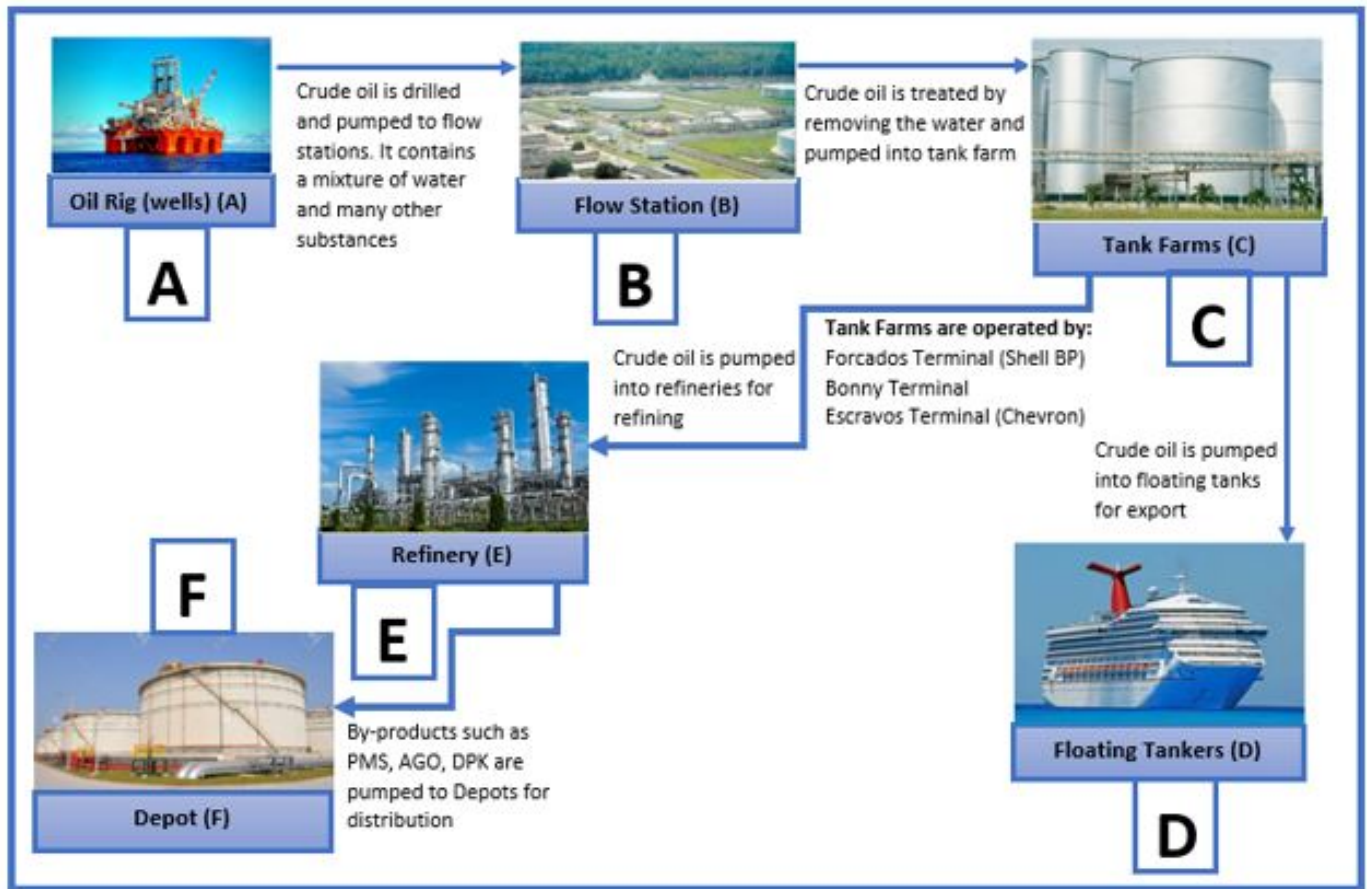 Crude oil is drilled
and pumped to flow
stations. It contains
a mixture of water
and many other
substances
Crude oil is treated by
removing the water and
pumped into tank farm
Oil Rig (wells) (A)
Flow Station (B)
Tank Farms (C)
A
B
C
Tank Farms are operated by:
Forcados Terminal (Shell BP)
Bonny Terminal
Escravos Terminal (Chevron)
Crude oil is pumped
into refineries for
refining
Crude oil is pumped
into floating tanks
for export
Refinery (E)
E
F
By-products such as
PMS, AGO, DPK are
pumped to Depots for
distribution
Depot (F)
Floating Tankers (D)
D